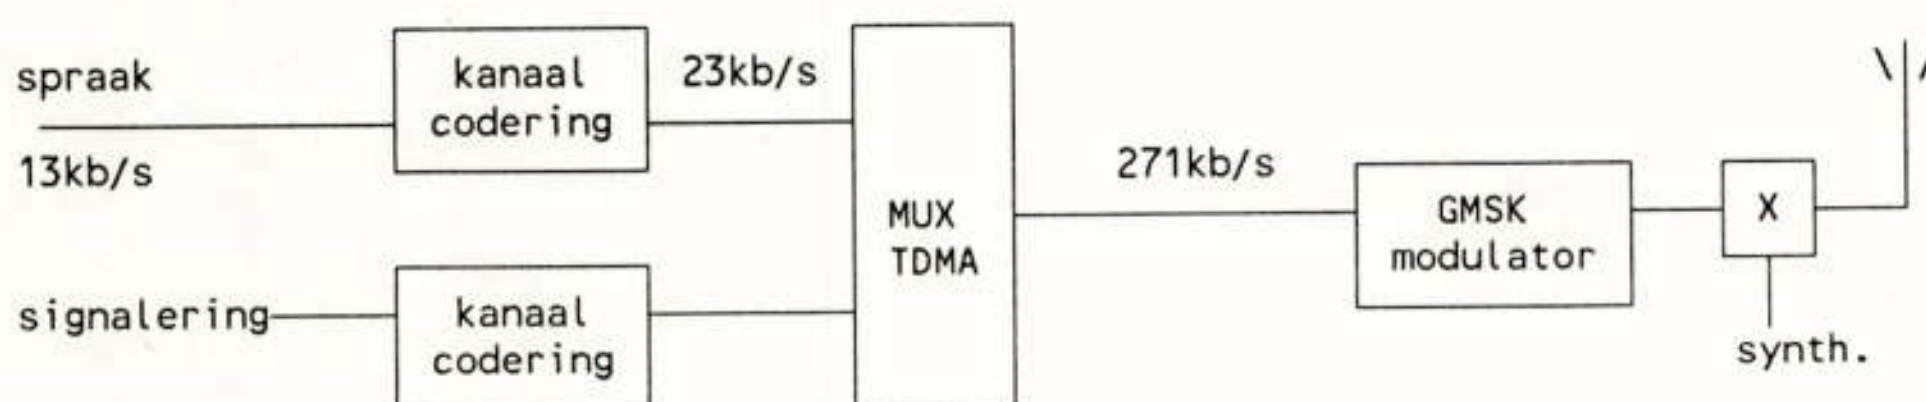 spraak
13kb/s
kanaal
codering
23kb/s
signalering
kanaal
codering
MUX
TDMA
271kb/s
GMSK
modulator
X
synth.